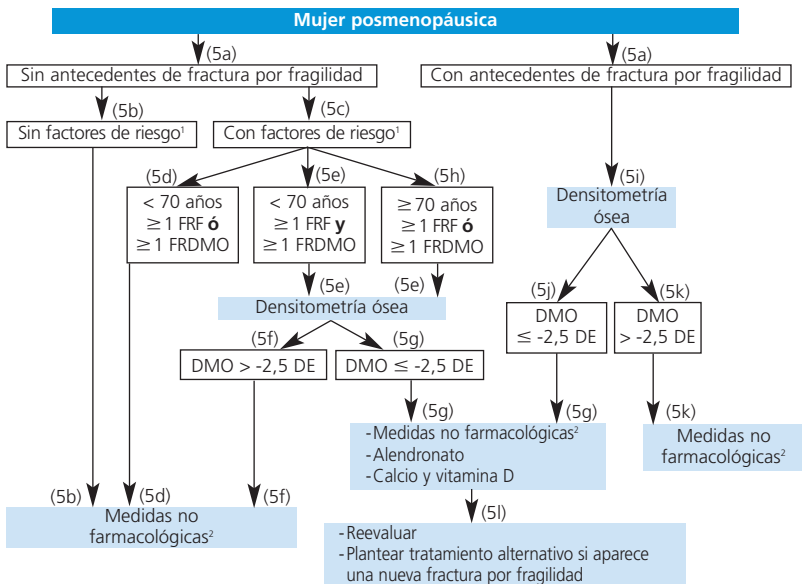 Mujer posmenopáusica
(5a)
(5a)
Sin antecedentes de fractura por fragilidad
Con antecedentes de fractura por fragilidad
(5b)
(5c)
Sin factores de riesgo¹
Con factores de riesgo¹
(5d)
(5e)
(5h)
(5i)
< 70 años
≥ 1 FRF ó
≥ 1 FRDMO
< 70 años
≥ 1 FRF y
≥ 1 FRDMO
≥ 70 años
≥ 1 FRF ó
≥ 1 FRDMO
Densitometría
ósea
(5e)
(5e)
Densitometría ósea
(5j)
(5k)
DMO
≤ -2,5 DE
DMO
> -2,5 DE
(5f)
(5g)
DMO > -2,5 DE
DMO ≤ -2,5 DE
(5g)
(5g)
(5k)
-Medidas no farmacológicas²
-Alendronato
-Calcio y vitamina D
Medidas no
farmacológicas²
(5b)
(5d)
(5f)
Medidas no
farmacológicas²
(5l)
-Reevaluar
-Plantear tratamiento alternativo si aparece
una nueva fractura por fragilidad